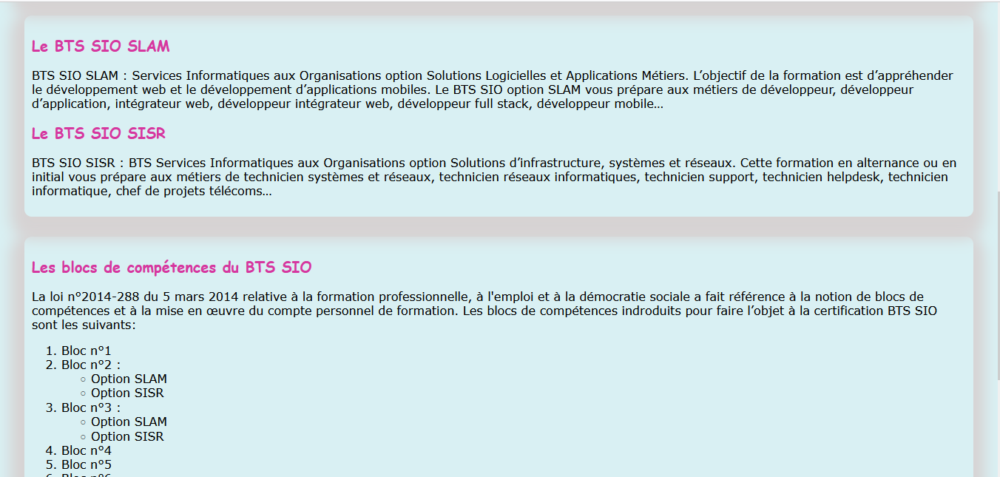 Le BTS SIO SLAM
BTS SIO SLAM : Services Informatiques aux Organisations option Solutions Logicielles et Applications Métiers. L’objectif de la formation est d’appréhender
le développement web et le développement d’applications mobiles. Le BTS SIO option SLAM vous prépare aux métiers de développeur, développeur
d’application, intégrateur web, développeur intégrateur web, développeur full stack, développeur mobile…
Le BTS SIO SISR
BTS SIO SISR : BTS Services Informatiques aux Organisations option Solutions d’infrastructure, systèmes et réseaux. Cette formation en alternance ou en
initial vous prépare aux métiers de technicien systèmes et réseaux, technicien réseaux informatiques, technicien support, technicien helpdesk, technicien
informatique, chef de projets télécoms…
Les blocs de compétences du BTS SIO
La loi n°2014-288 du 5 mars 2014 relative à la formation professionnelle, à l'emploi et à la démocratie sociale a fait référence à la notion de blocs de
compétences et à la mise en œuvre du compte personnel de formation. Les blocs de compétences indroduits pour faire l’objet à la certification BTS SIO
sont les suivants:
1. Bloc n°1
2. Bloc n°2 :
○ Option SLAM
○ Option SISR
3. Bloc n°3 :
○ Option SLAM
○ Option SISR
4. Bloc n°4
5. Bloc n°5